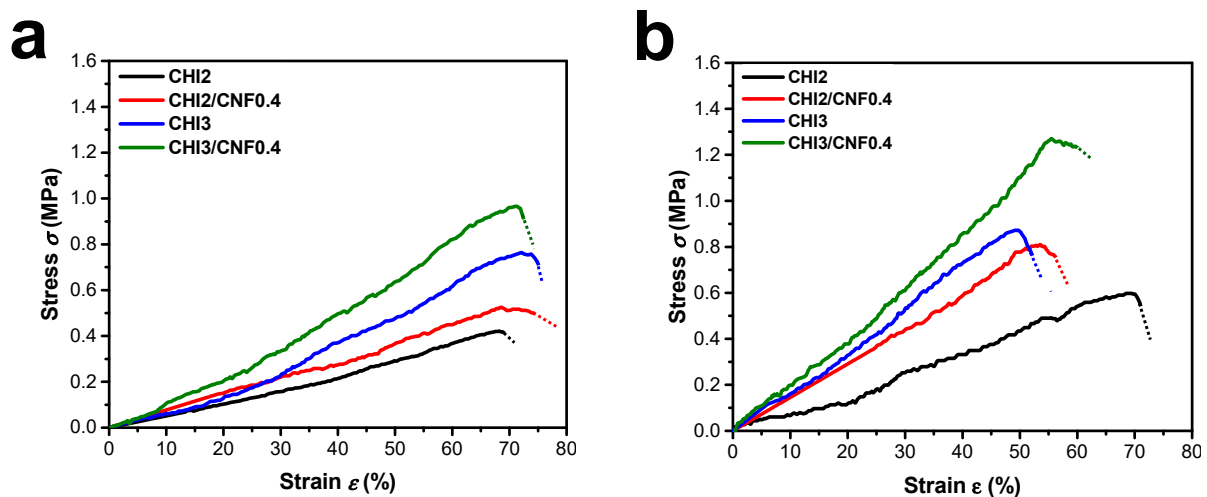 a
1.6
1.4
1.2
1.0
0.8
0.6
0.4
0.2
0.0
Stress σ (MPa)
CHI2
CHI2/CNF0.4
CHI3
CHI3/CNF0.4
0 10 20 30 40 50 60 70 80
Strain ε (%)
b
1.6
1.4
1.2
1.0
0.8
0.6
0.4
0.2
0.0
Stress σ (MPa)
CHI2
CHI2/CNF0.4
CHI3
CHI3/CNF0.4
0 10 20 30 40 50 60 70 80
Strain ε (%)